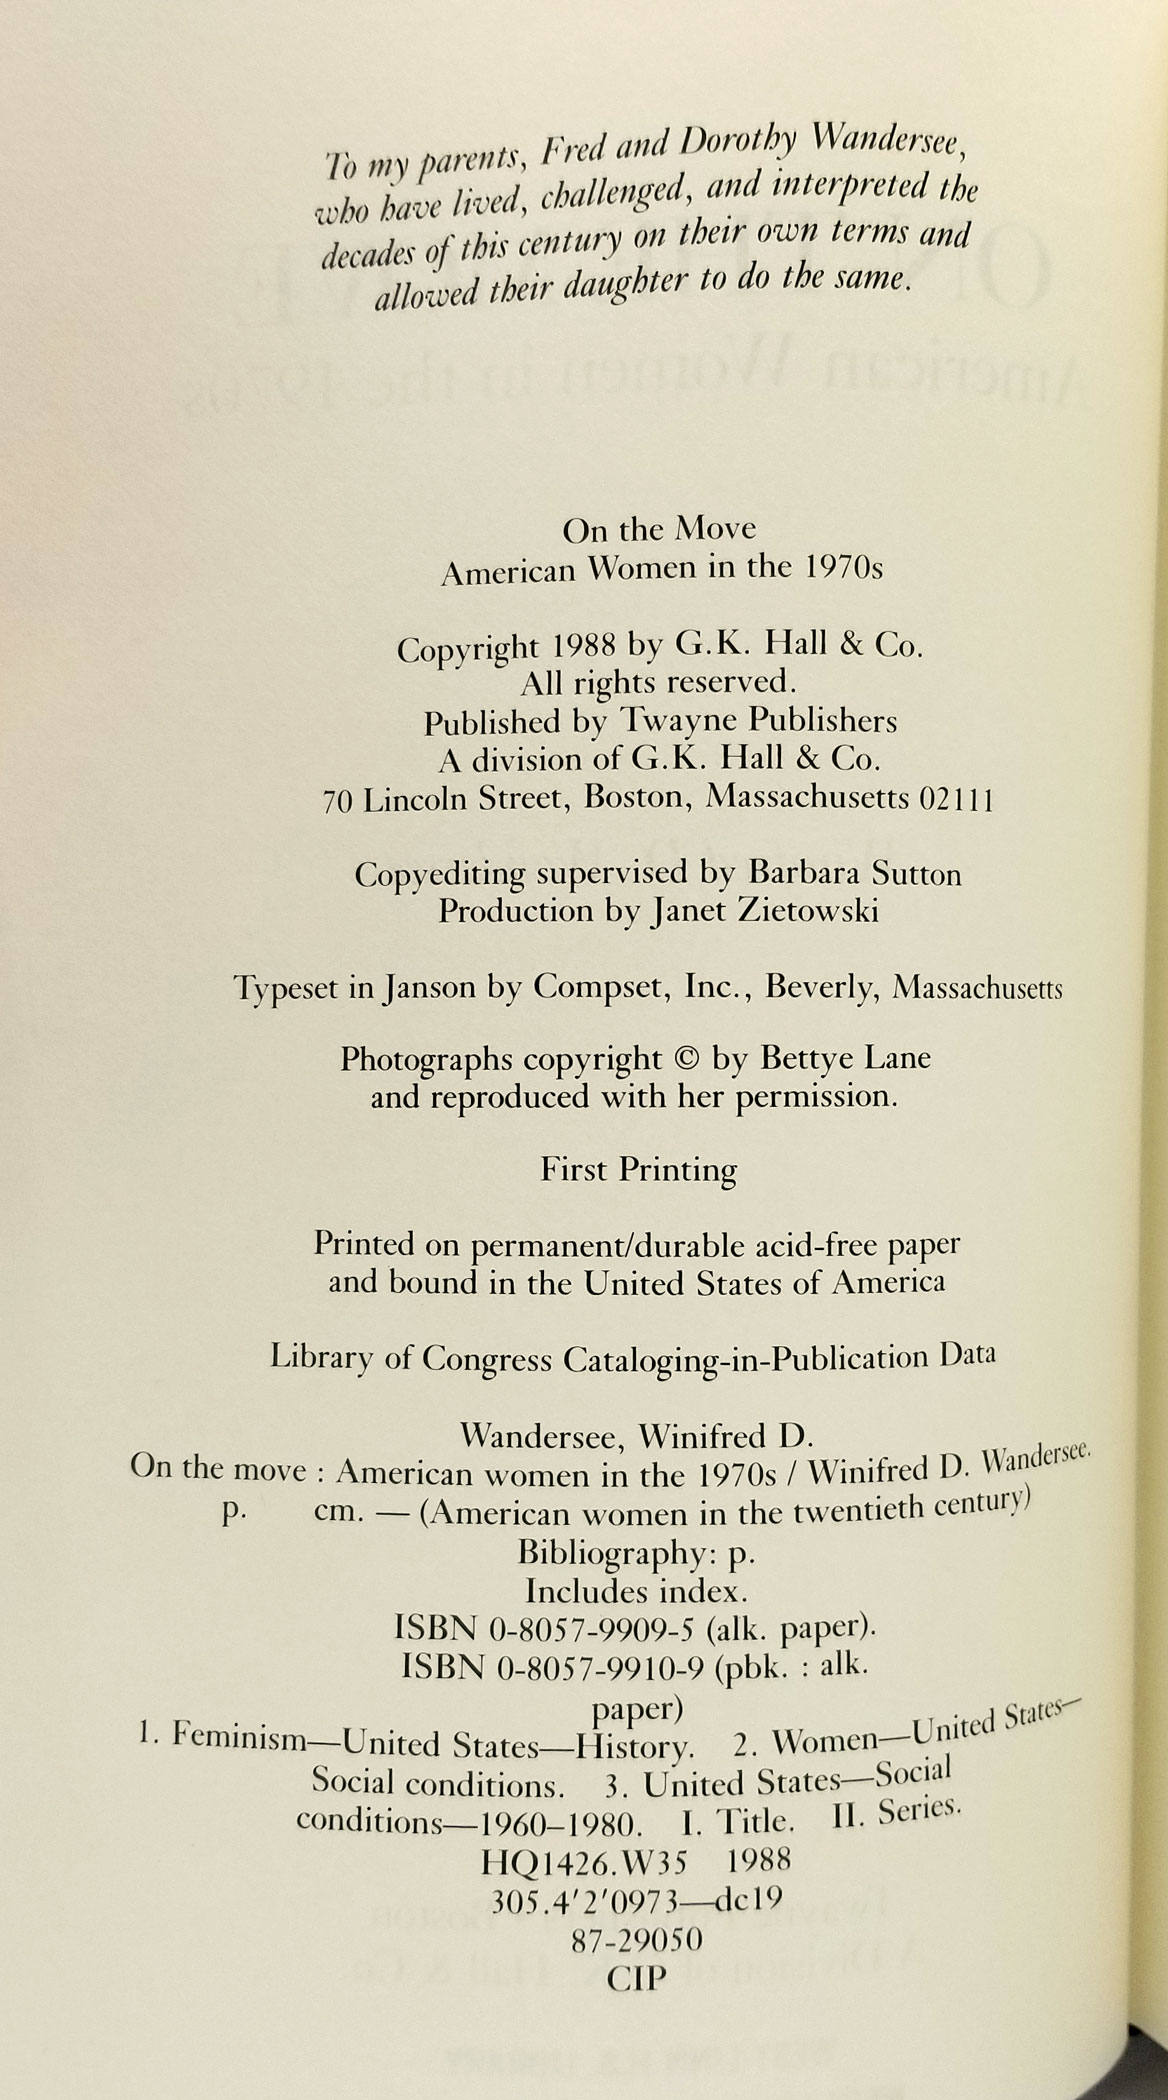 To my parents, Fred and Dorothy Wandersee,
who have lived, challenged, and interpreted the
decades of this century on their own terms and
allowed their daughter to do the same.
On the Move
American Women in the 1970s
Copyright 1988 by G.K. Hall & Co.
All rights reserved.
Published by Twayne Publishers
A division of G.K. Hall & Co.
70 Lincoln Street, Boston, Massachusetts 02111
Copyediting supervised by Barbara Sutton
Production by Janet Zietowski
Typeset in Janson by Compset, Inc., Beverly, Massachusetts
Photographs copyright © by Bettye Lane
and reproduced with her permission.
First Printing
Printed on permanent/durable acid-free paper
and bound in the United States of America
Library of Congress Cataloging-in-Publication Data
Wandersee, Winifred D.
On the move : American women in the 1970s / Winifred D. Wandersee.
p. cm. — (American women in the twentieth century)
Bibliography: p.
Includes index.
ISBN 0-8057-9909-5 (alk. paper).
ISBN 0-8057-9910-9 (pbk. : alk.
paper)
1. Feminism—United States—History. 2. Women—United States—
Social conditions. 3. United States—Social
conditions—1960–1980. I. Title. II. Series.
HQ1426.W35 1988
305.4'2'0973—dc19
87-29050
CIP